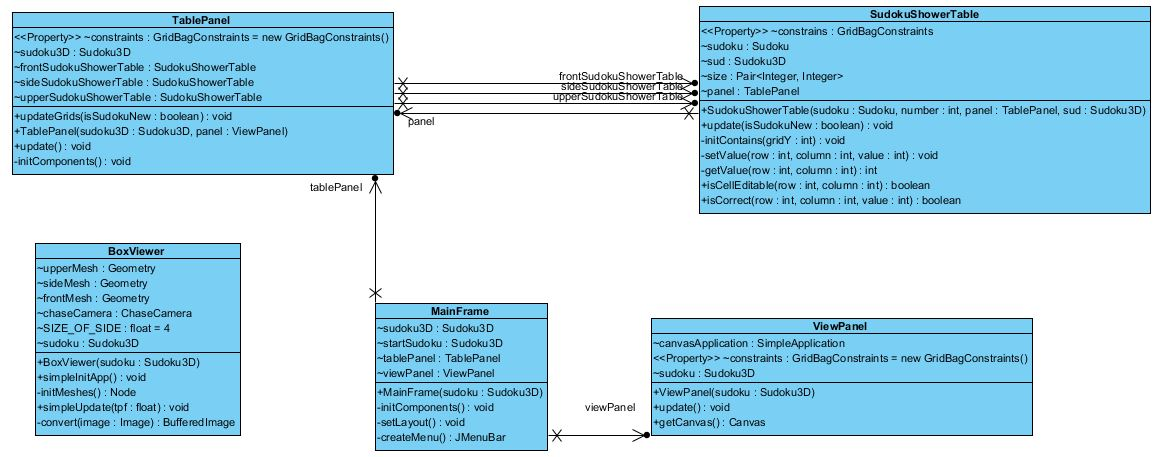 TablePanel
<<Property>> ~constraints : GridBagConstraints = new GridBagConstraints()
~sudoku3D : Sudoku3D
~frontSudokuShowerTable : SudokuShowerTable
~sideSudokuShowerTable : SudokuShowerTable
~upperSudokuShowerTable : SudokuShowerTable
+updateGrids(isSudokuNew : boolean) : void
+TablePanel(sudoku3D : Sudoku3D, panel : ViewPanel)
+update() : void
-initComponents() : void
frontSudokuShowerTable
sideSudokuShowerTable
upperSudokuShowerTable
panel
SudokuShowerTable
<<Property>> ~constrains : GridBagConstraints
~sudoku : Sudoku
~sud : Sudoku3D
~size : Pair<Integer, Integer>
~panel : TablePanel
+SudokuShowerTable(sudoku : Sudoku, number : int, panel : TablePanel, sud : Sudoku3D)
+update(isSudokuNew : boolean) : void
-initContains(gridY : int) : void
-setValue(row : int, column : int, value : int) : void
-getValue(row : int, column : int) : int
+isCellEditable(row : int, column : int) : boolean
+isCorrect(row : int, column : int, value : int) : boolean
tablePanel
BoxViewer
~upperMesh : Geometry
~sideMesh : Geometry
~frontMesh : Geometry
~chaseCamera : ChaseCamera
~SIZE_OF_SIDE : float = 4
~sudoku : Sudoku3D
+BoxViewer(sudoku : Sudoku3D)
+simpleInitApp() : void
-initMeshes() : Node
+simpleUpdate(tpf : float) : void
-convert(image : Image) : BufferedImage
MainFrame
~sudoku3D : Sudoku3D
~startSudoku : Sudoku3D
~tablePanel : TablePanel
~viewPanel : ViewPanel
+MainFrame(sudoku : Sudoku3D)
-initComponents() : void
-setLayout() : void
-createMenu() : JMenuBar
viewPanel
ViewPanel
~canvasApplication : SimpleApplication
<<Property>> ~constraints : GridBagConstraints = new GridBagConstraints()
~sudoku : Sudoku3D
+ViewPanel(sudoku : Sudoku3D)
+update() : void
+getCanvas() : Canvas